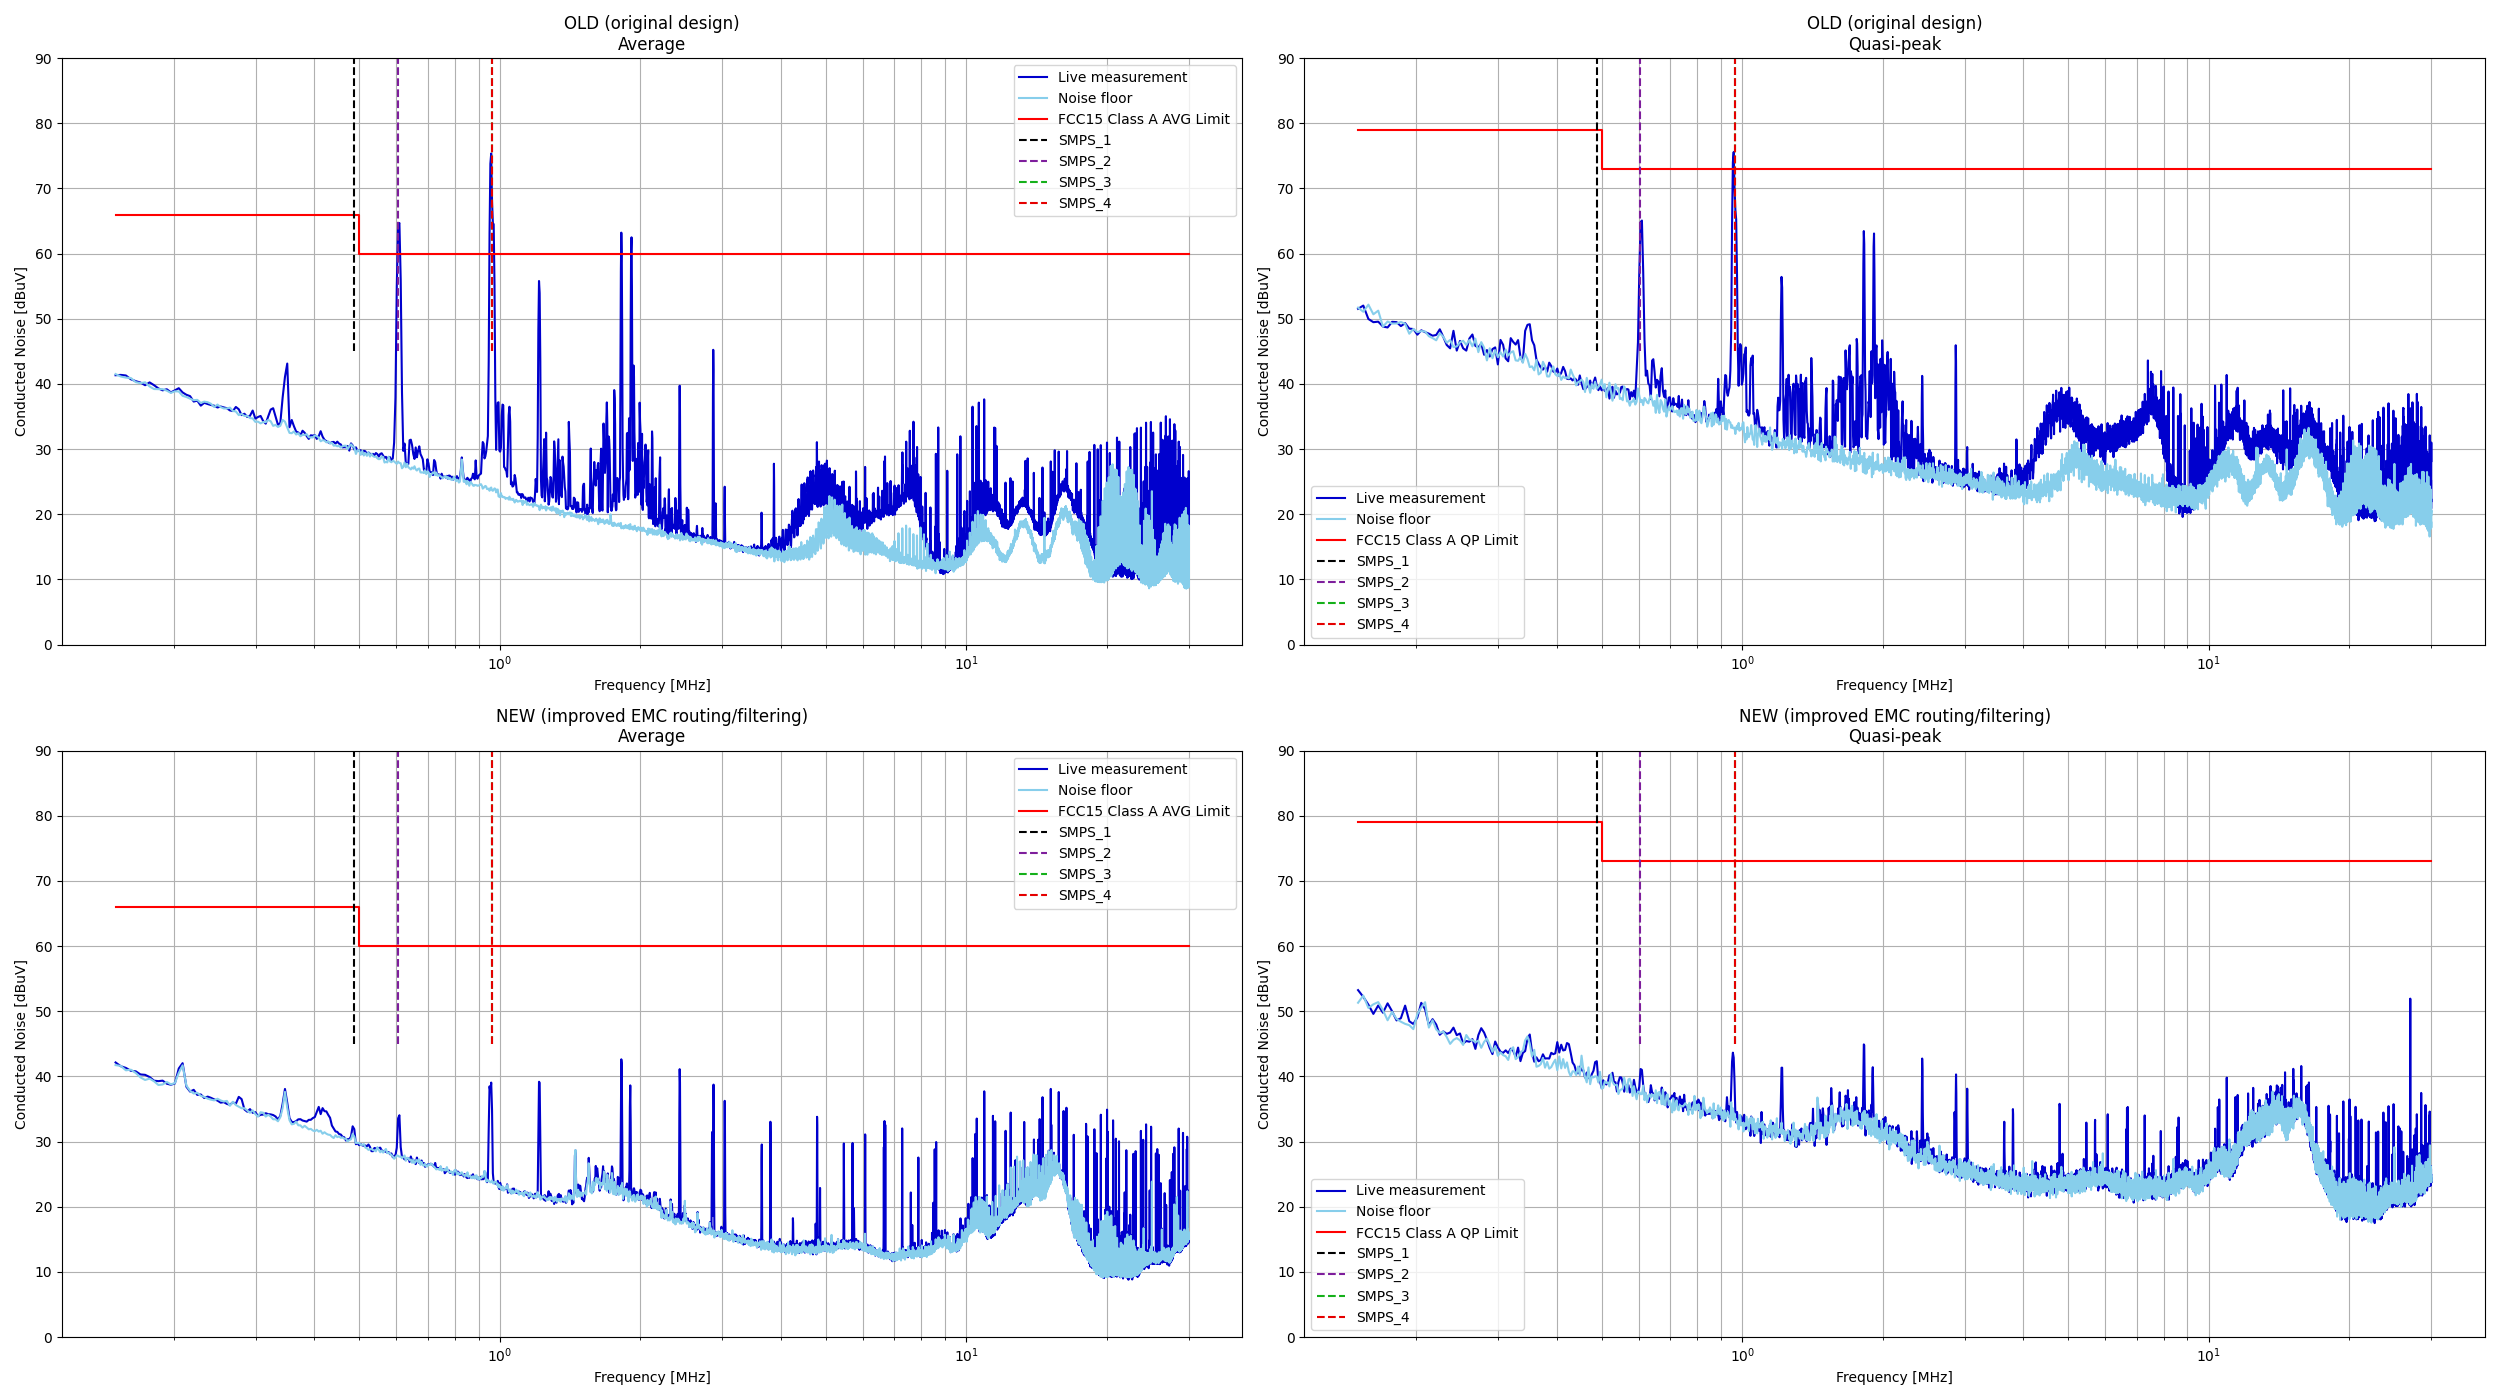 OLD (original design)
Average
90
80
70
60
50
40
30
20
10
0
Conducted Noise [dBuV]
Live measurement
Noise floor
FCC15 Class A AVG Limit
SMPS_1
SMPS_2
SMPS_3
SMPS_4
10⁰
10¹
Frequency [MHz]
OLD (original design)
Quasi-peak
90
80
70
60
50
40
30
20
10
0
Conducted Noise [dBuV]
Live measurement
Noise floor
FCC15 Class A QP Limit
SMPS_1
SMPS_2
SMPS_3
SMPS_4
10⁰
10¹
Frequency [MHz]
NEW (improved EMC routing/filtering)
Average
90
80
70
60
50
40
30
20
10
0
Conducted Noise [dBuV]
Live measurement
Noise floor
FCC15 Class A AVG Limit
SMPS_1
SMPS_2
SMPS_3
SMPS_4
10⁰
10¹
Frequency [MHz]
NEW (improved EMC routing/filtering)
Quasi-peak
90
80
70
60
50
40
30
20
10
0
Conducted Noise [dBuV]
Live measurement
Noise floor
FCC15 Class A QP Limit
SMPS_1
SMPS_2
SMPS_3
SMPS_4
10⁰
10¹
Frequency [MHz]